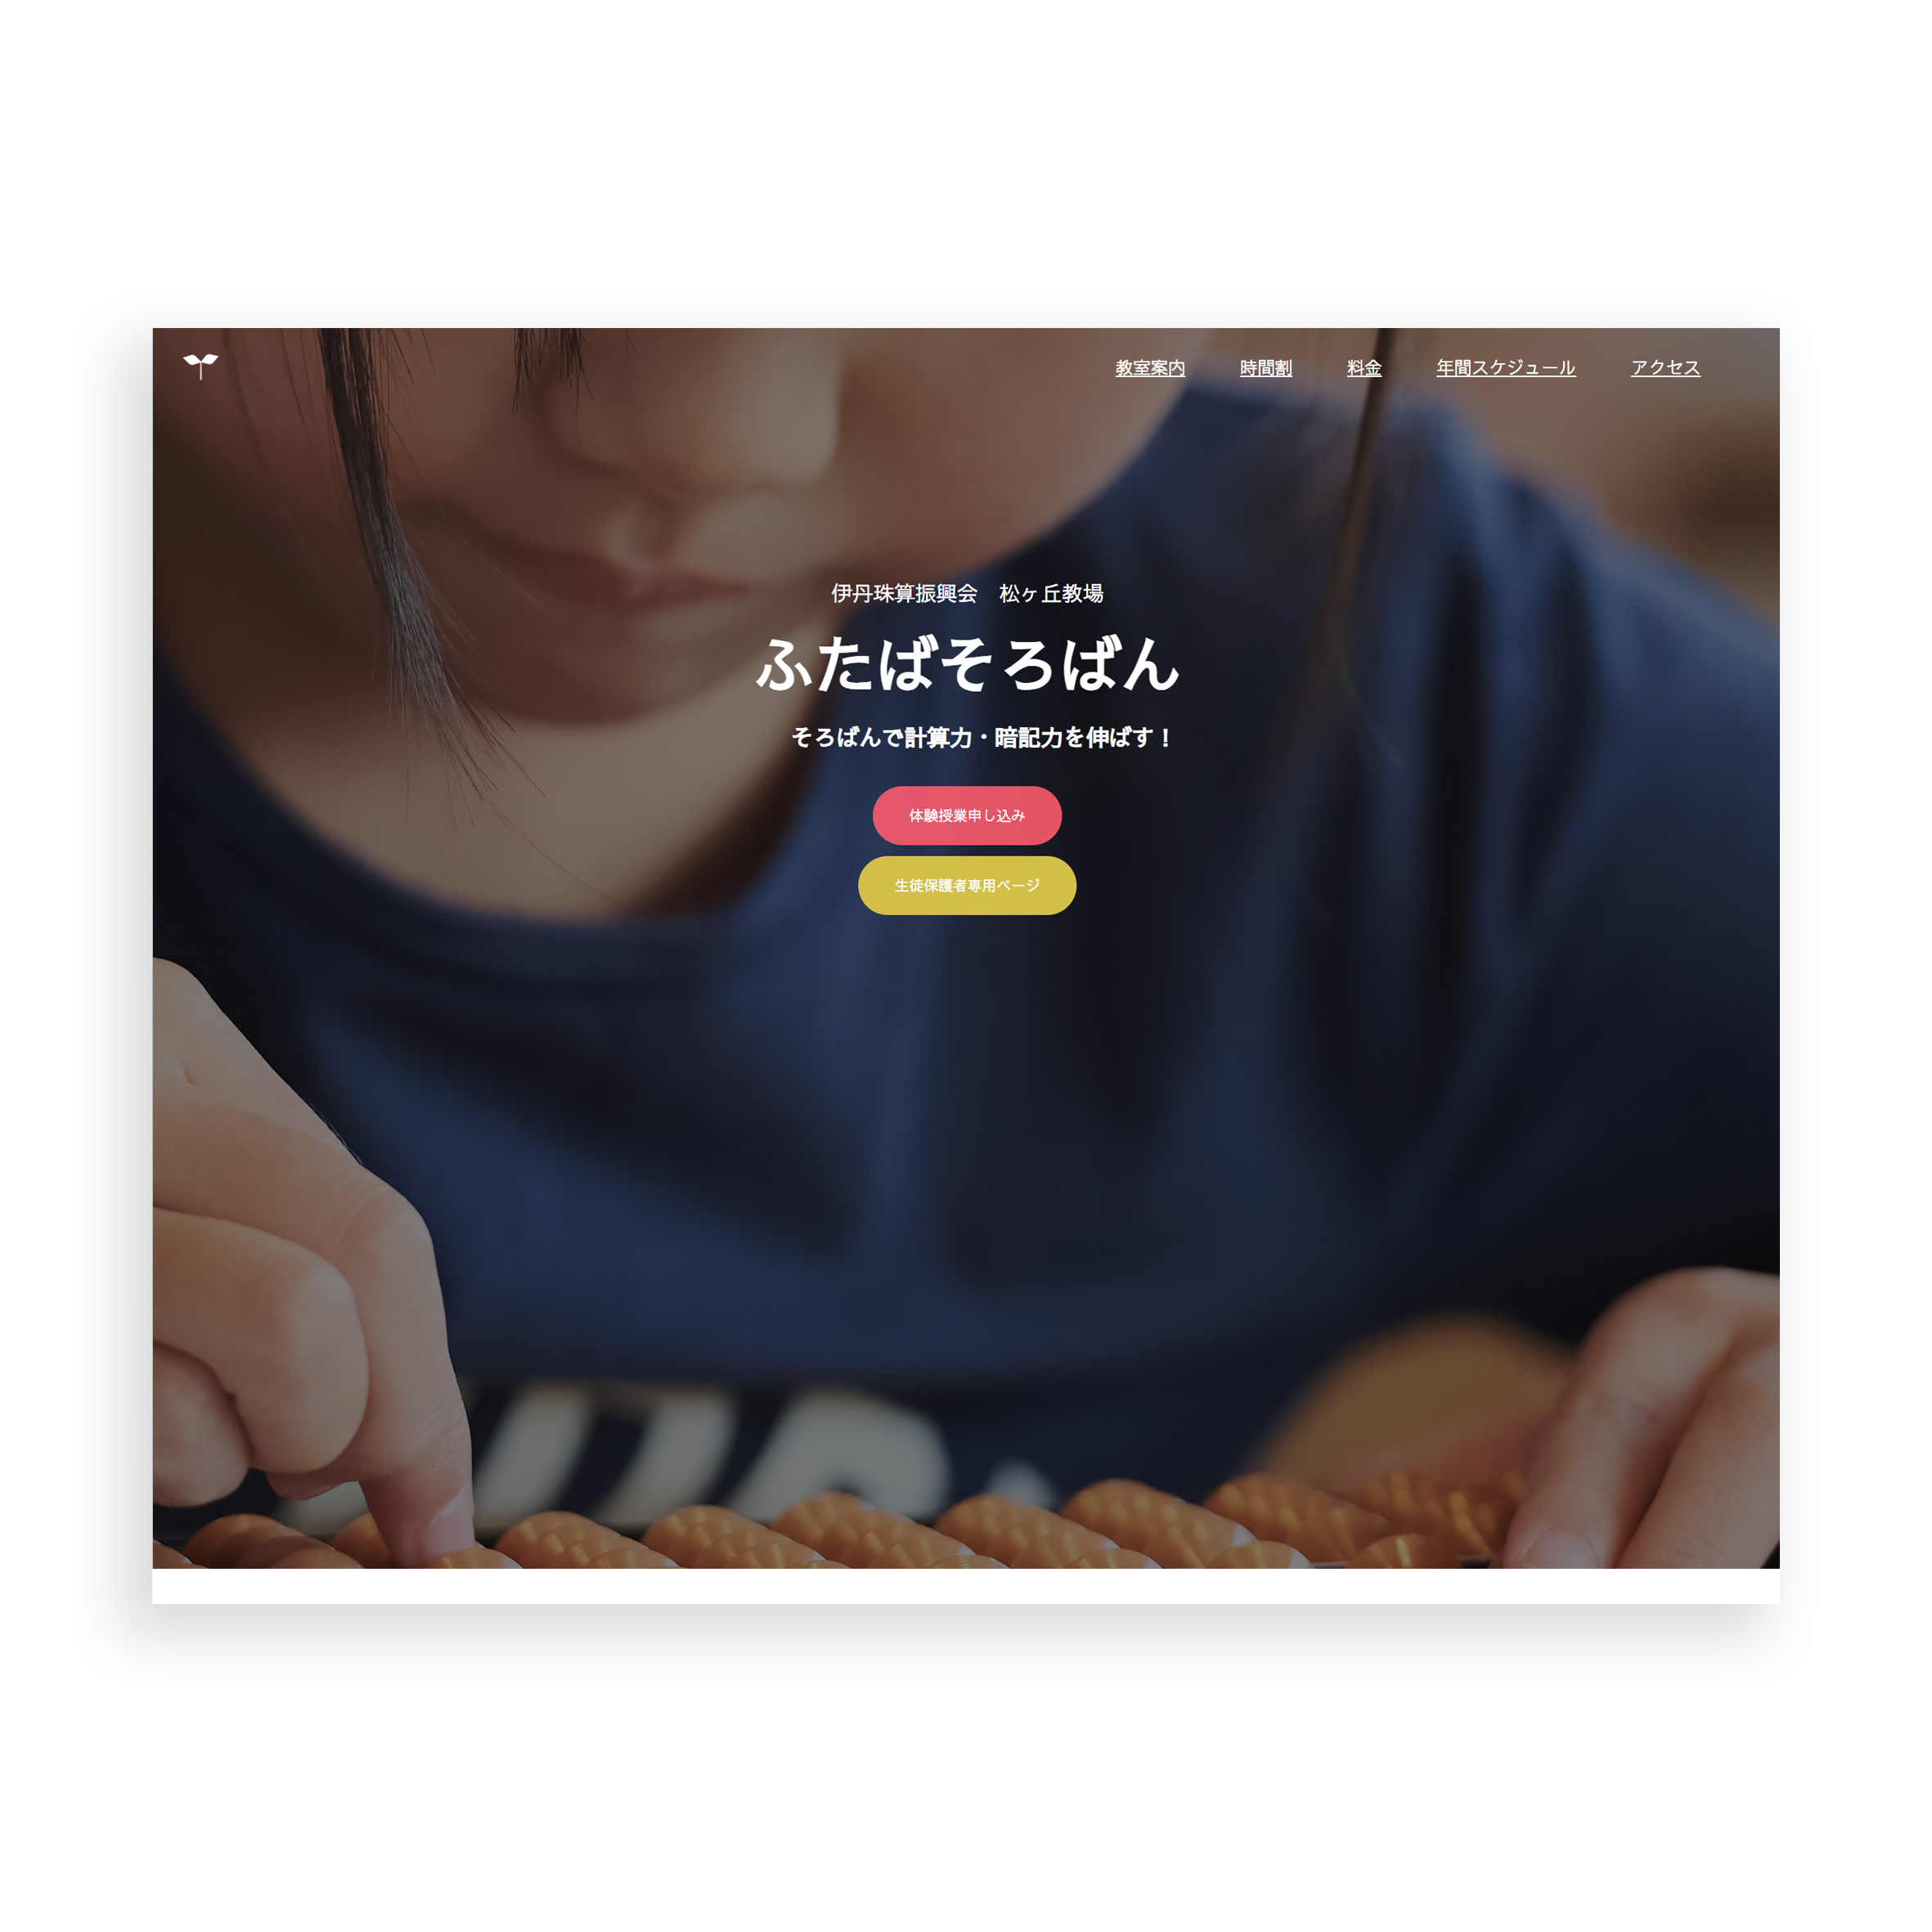 教室案内 時間割 料金 年間スケジュール アクセス
伊丹珠算振興会　松ヶ丘教場
ふたばそろばん
そろばんで計算力・暗記力を伸ばす！
体験授業申し込み
生徒保護者専用ページ